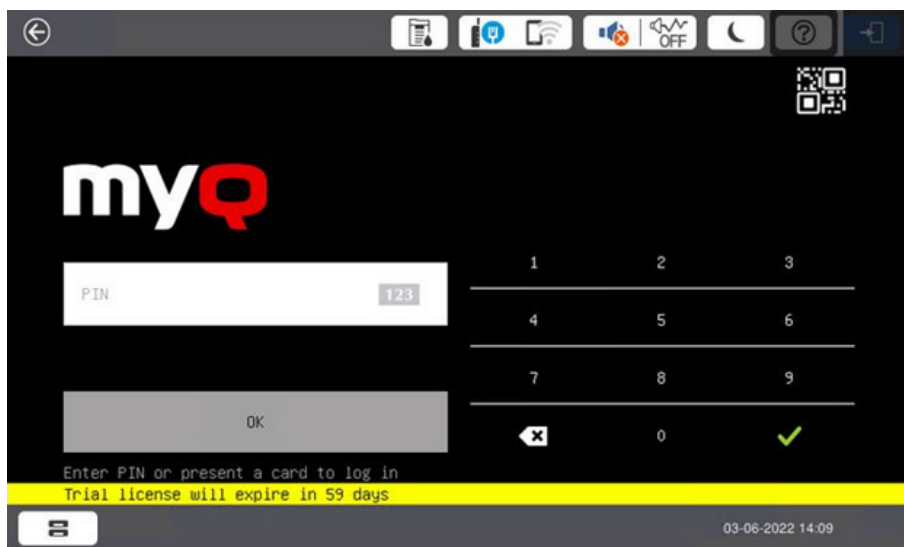 OFF
myQ
PIN
123
1 2 3
4 5 6
7 8 9
0
OK
Enter PIN or present a card to log in
Trial license will expire in 59 days
03-06-2022 14:09